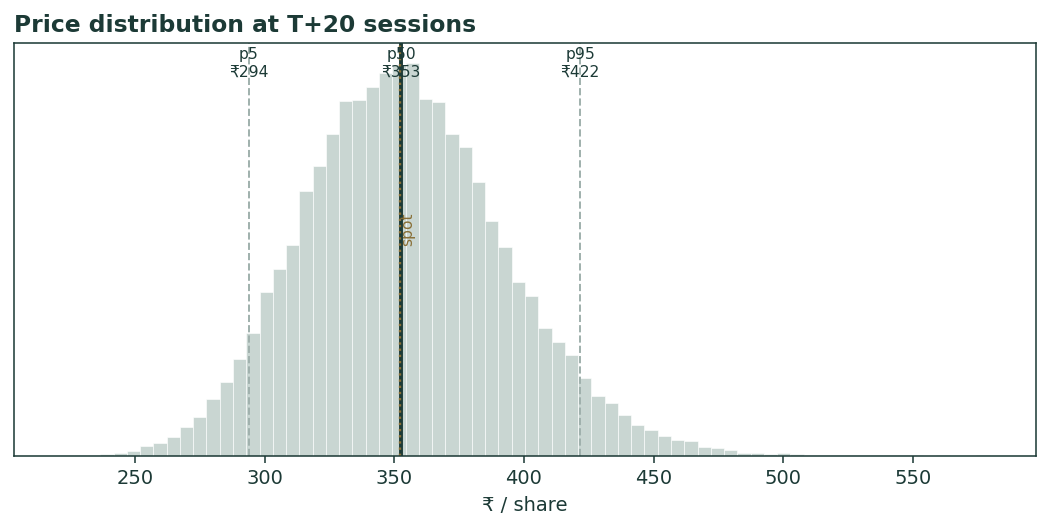 Price distribution at T+20 sessions
p5
₹294
p50
₹353
p95
₹422
spot
250
300
350
400
450
500
550
₹ / share